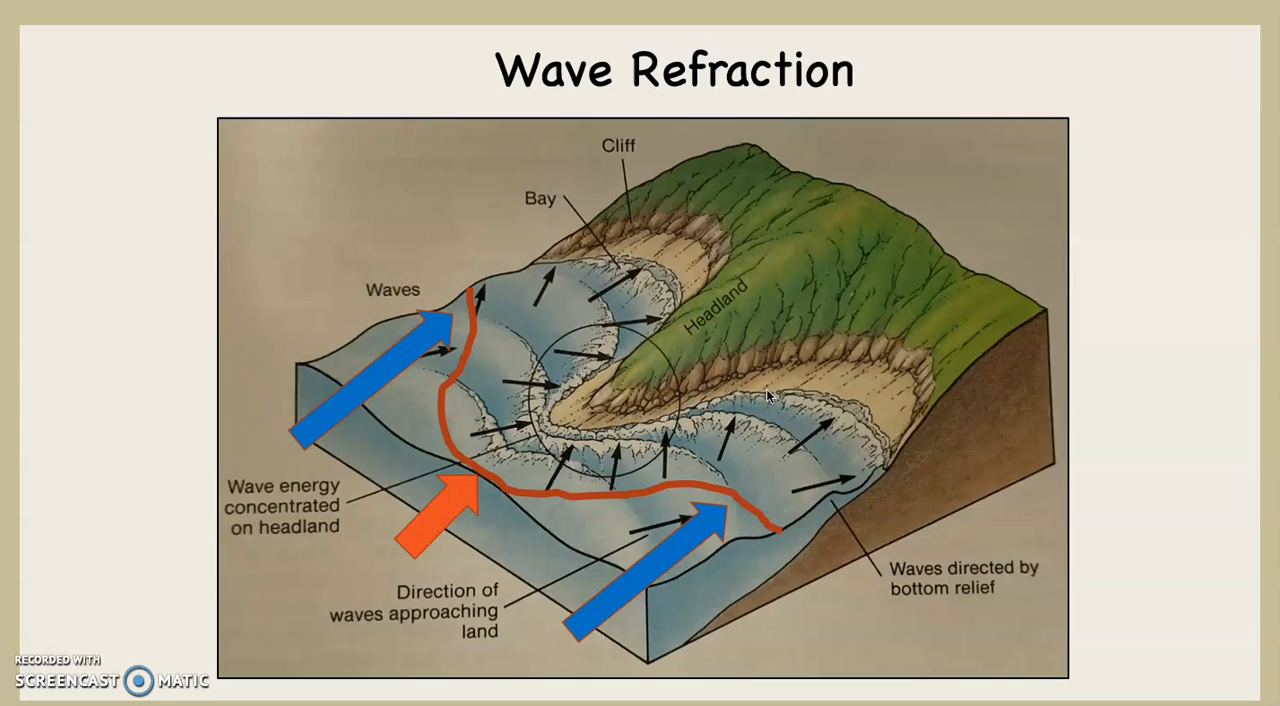 Wave Refraction
Cliff
Bay
Waves
Headland
Wave energy
concentrated
on headland
Direction of
waves approaching
land
Waves directed by
bottom relief
RECORDED WITH
SCREENCAST MATIC